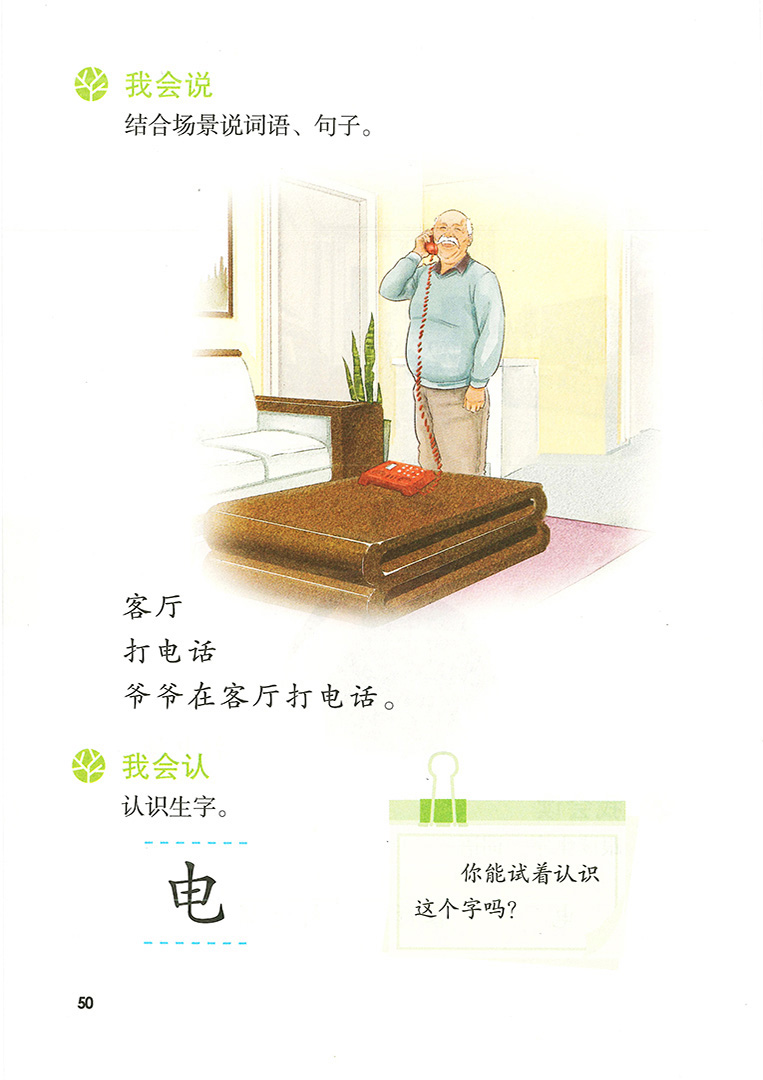 我会说
结合场景说词语、句子。
客厅
打电话
爷爷在客厅打电话。
我会认
认识生字。
电
你能试着认识
这个字吗？
50